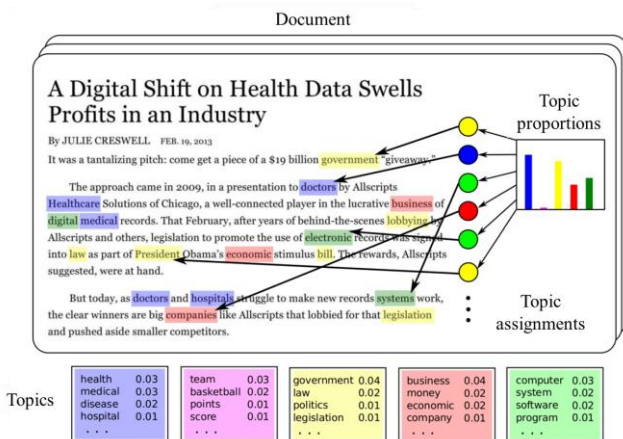 Document
A Digital Shift on Health Data Swells
Profits in an Industry
By JULIE CRESWELL FEB. 19, 2013
It was a tantalizing pitch: come get a piece of a $19 billion government "giveaway."
The approach came in 2009, in a presentation to doctors by Allscripts
Healthcare Solutions of Chicago, a well-connected player in the lucrative business of
digital medical records. That February, after years of behind-the-scenes lobbying by
Allscripts and others, legislation to promote the use of electronic records was signed
into law as part of President Obama's economic stimulus bill. The rewards, Allscripts
suggested, were at hand.
But today, as doctors and hospitals struggle to make new records systems work,
the clear winners are big companies like Allscripts that lobbied for that legislation
and pushed aside smaller competitors.
Topic
proportions
Topic
assignments
Topics
health 0.03
medical 0.03
disease 0.02
hospital 0.01
. . .
team 0.03
basketball 0.02
points 0.01
score 0.01
. . .
government 0.04
law 0.02
politics 0.01
legislation 0.01
. . .
business 0.04
money 0.02
economic 0.02
company 0.01
. . .
computer 0.03
system 0.02
software 0.02
program 0.01
. . .